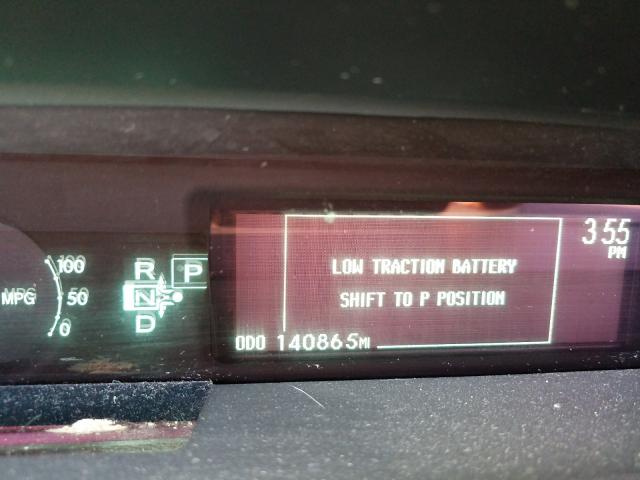 3:55
PM
100
MPG 50
0
R
P
N
D
LOW TRACTION BATTERY
SHIFT TO P POSITION
ODO 140865MI